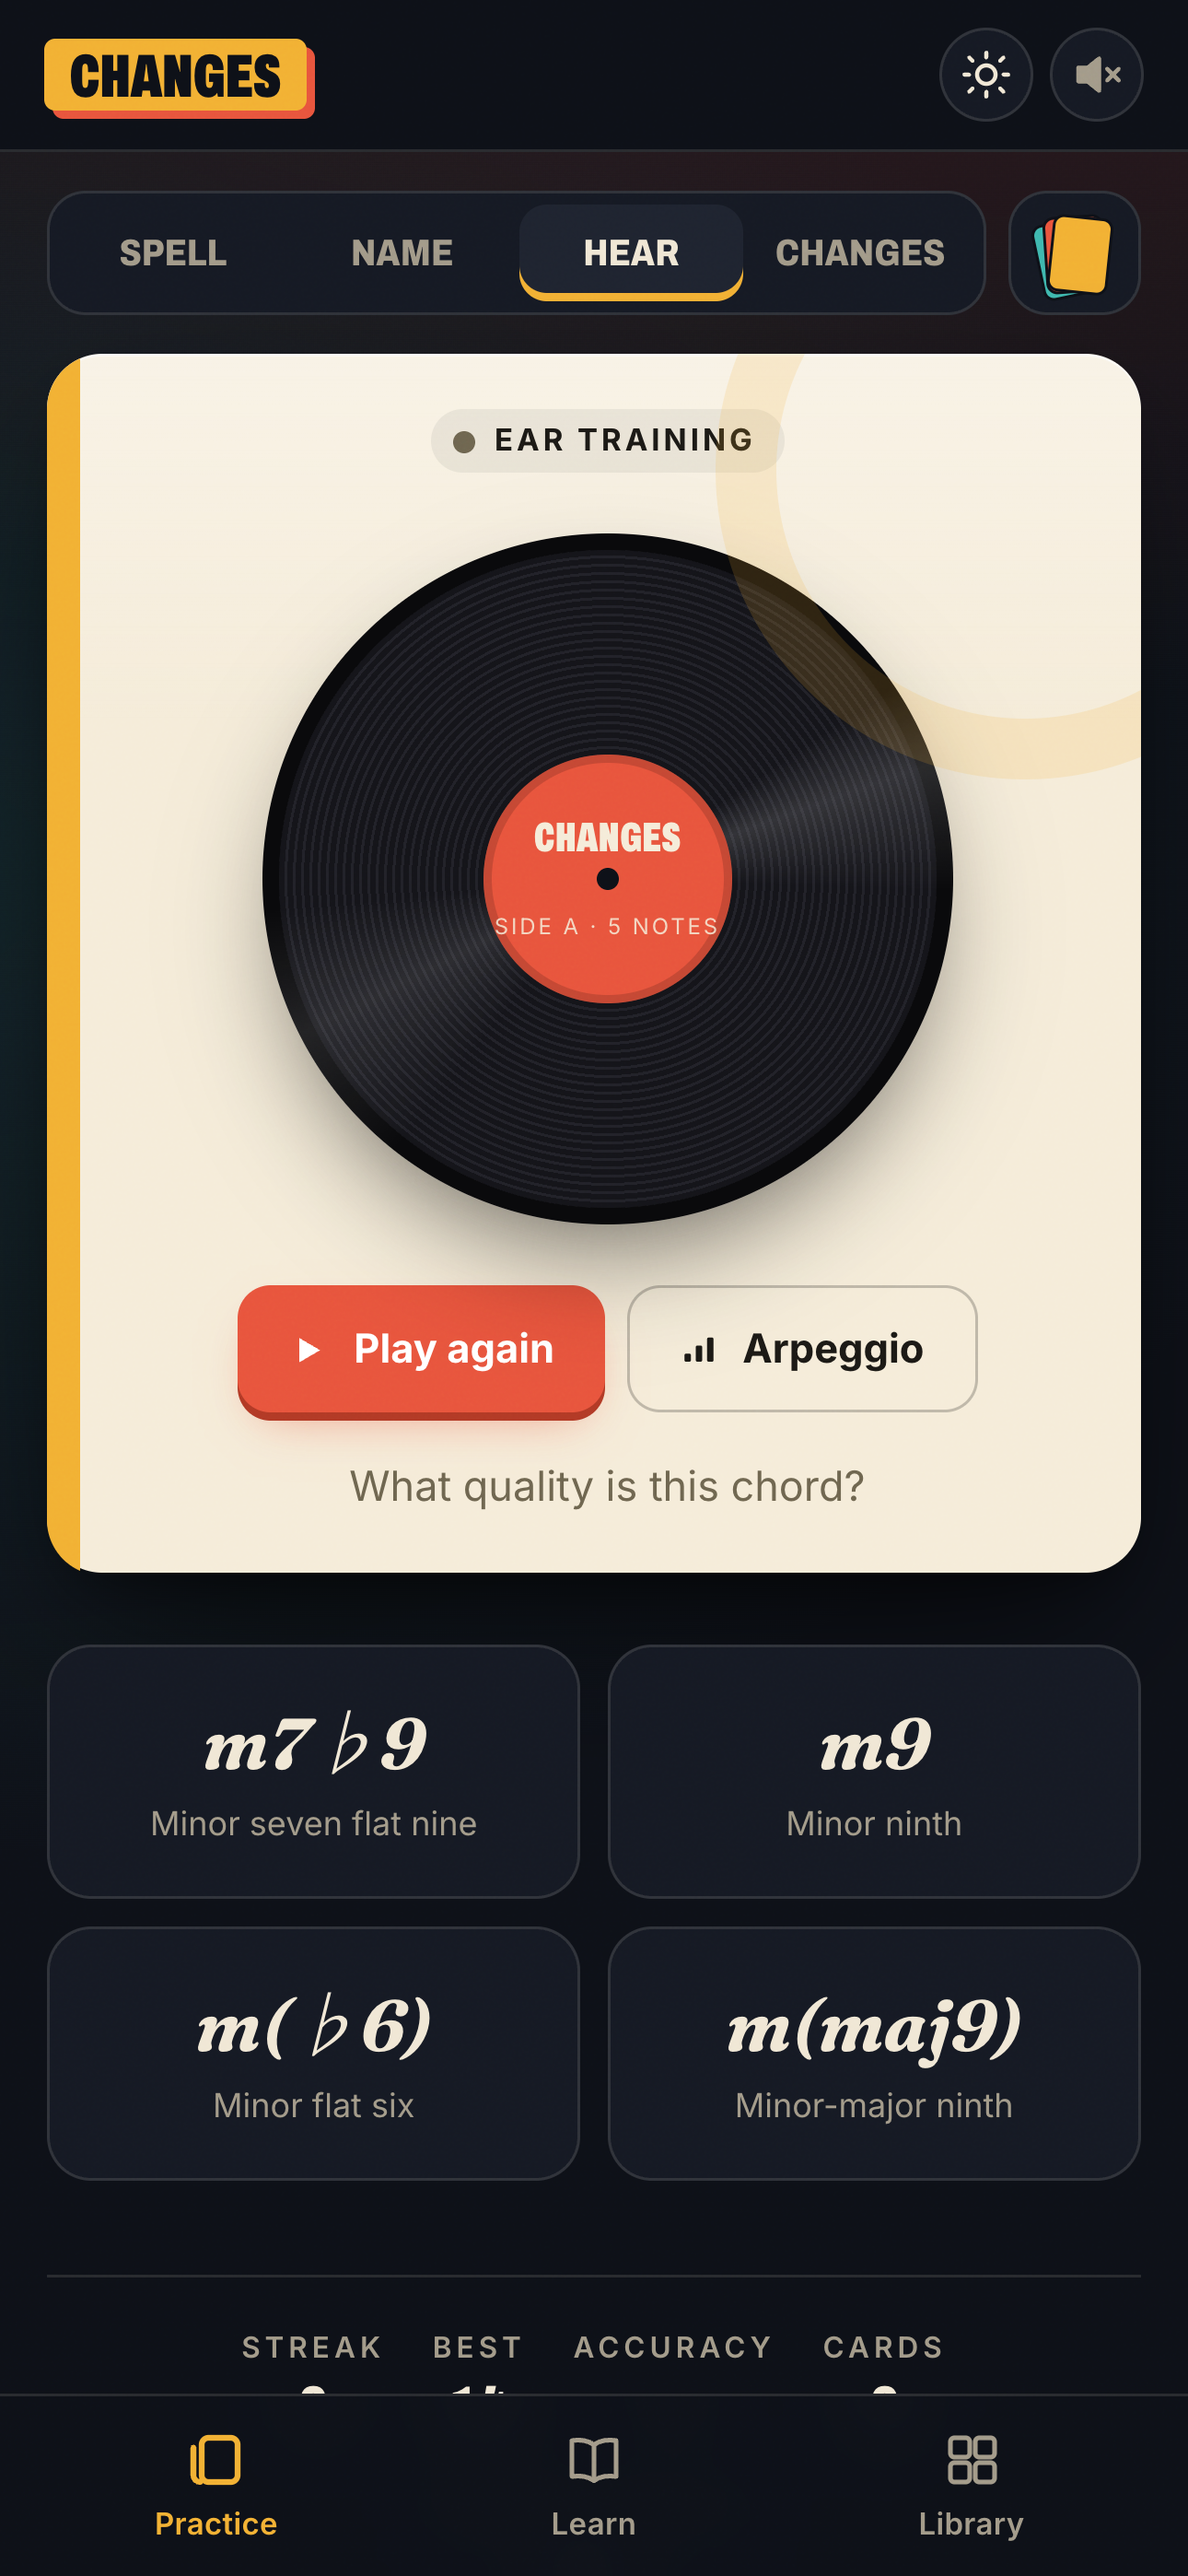 CHANGES
SPELL NAME HEAR CHANGES
EAR TRAINING
CHANGES
SIDE A · 5 NOTES
Play again Arpeggio
What quality is this chord?
m7♭9 m9
Minor seven flat nine Minor ninth
m(♭6) m(maj9)
Minor flat six Minor-major ninth
STREAK BEST ACCURACY CARDS
Practice Learn Library